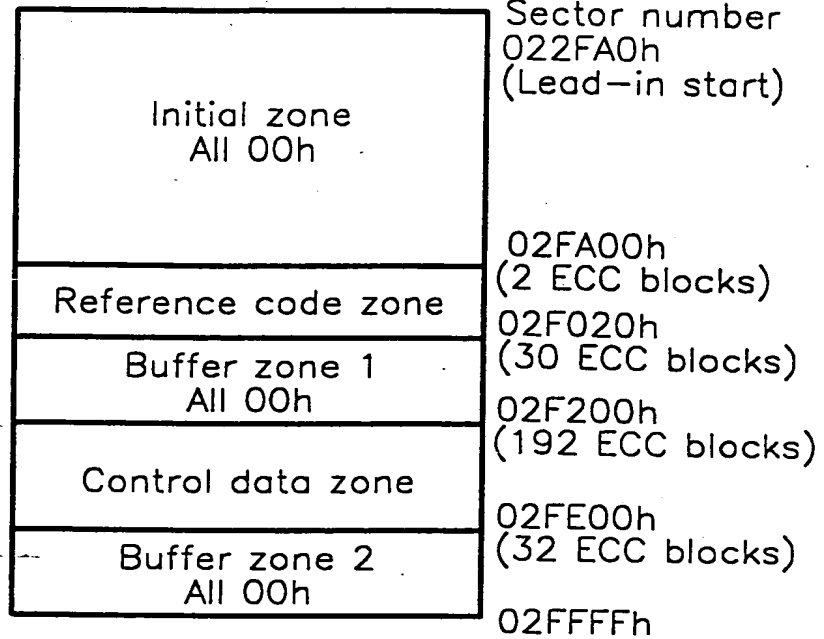 Sector number
022FA0h
(Lead-in start)
Initial zone
All 00h
02FA00h
(2 ECC blocks)
Reference code zone
02F020h
(30 ECC blocks)
Buffer zone 1
All 00h
02F200h
(192 ECC blocks)
Control data zone
02FE00h
(32 ECC blocks)
Buffer zone 2
All 00h
02FFFFh